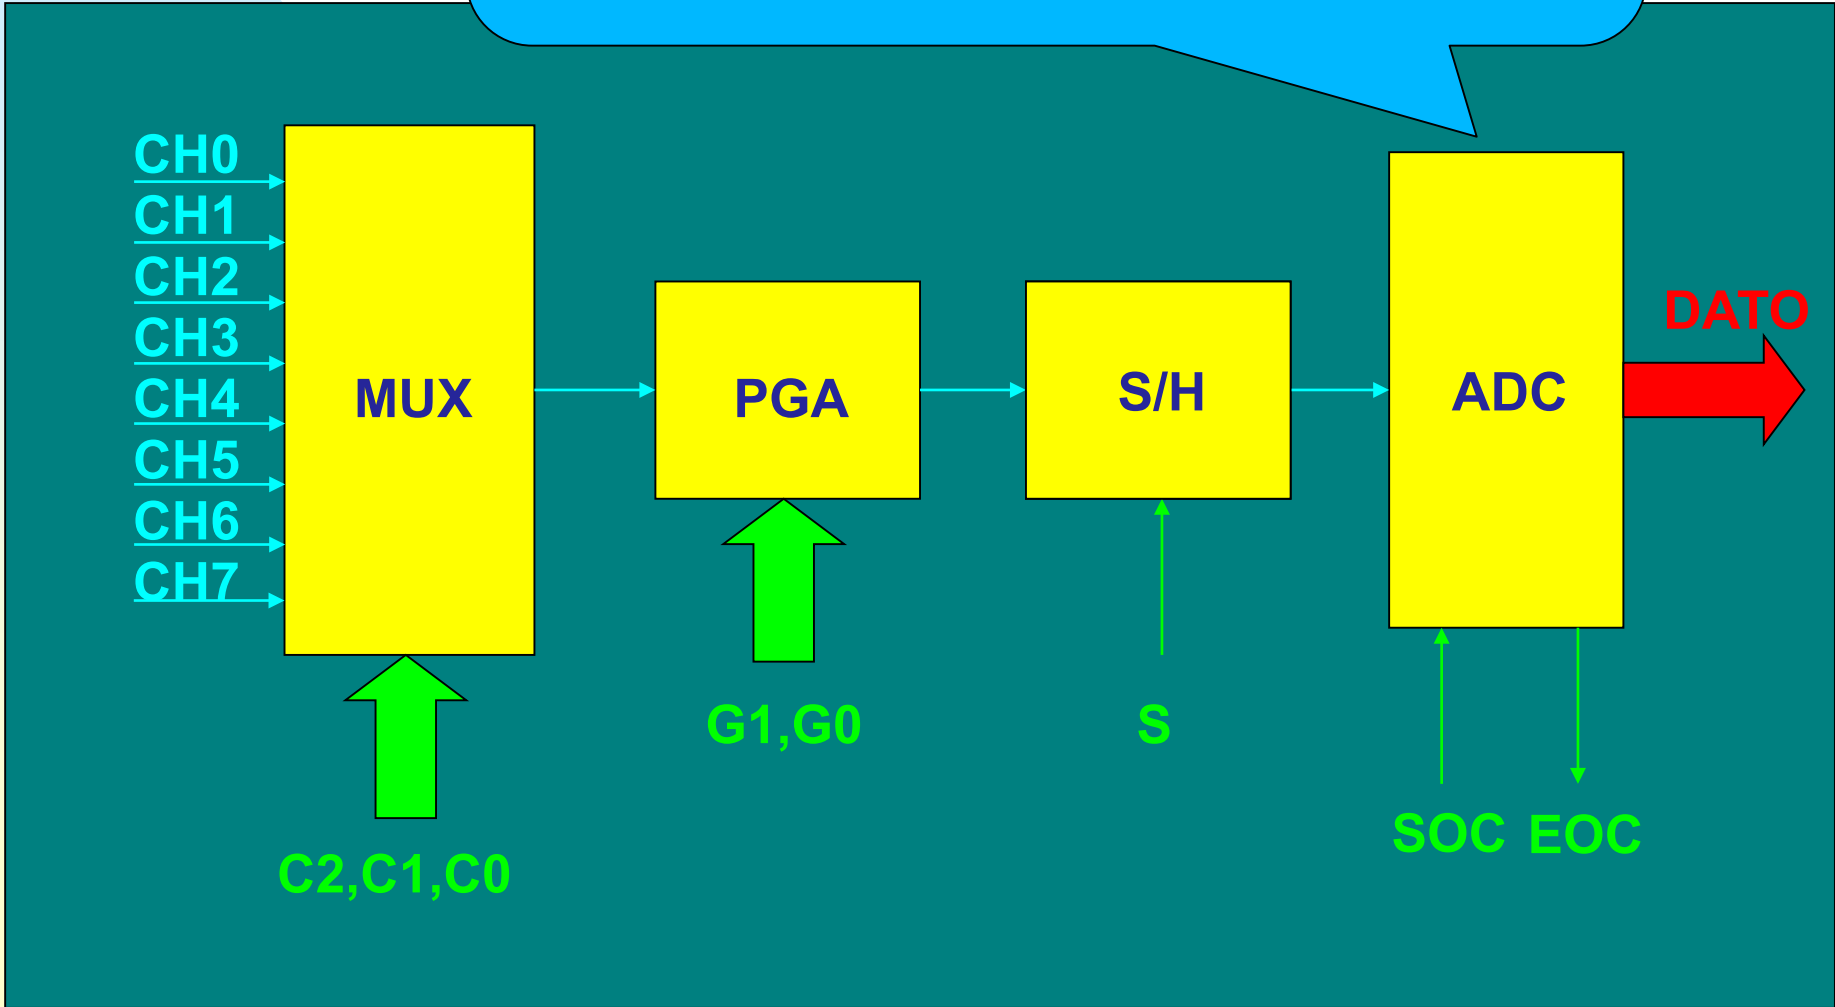 CH0
CH1
CH2
CH3
CH4
CH5
CH6
CH7
MUX
PGA
S/H
ADC
DATO
G1,G0
S
SOC
EOC
C2,C1,C0